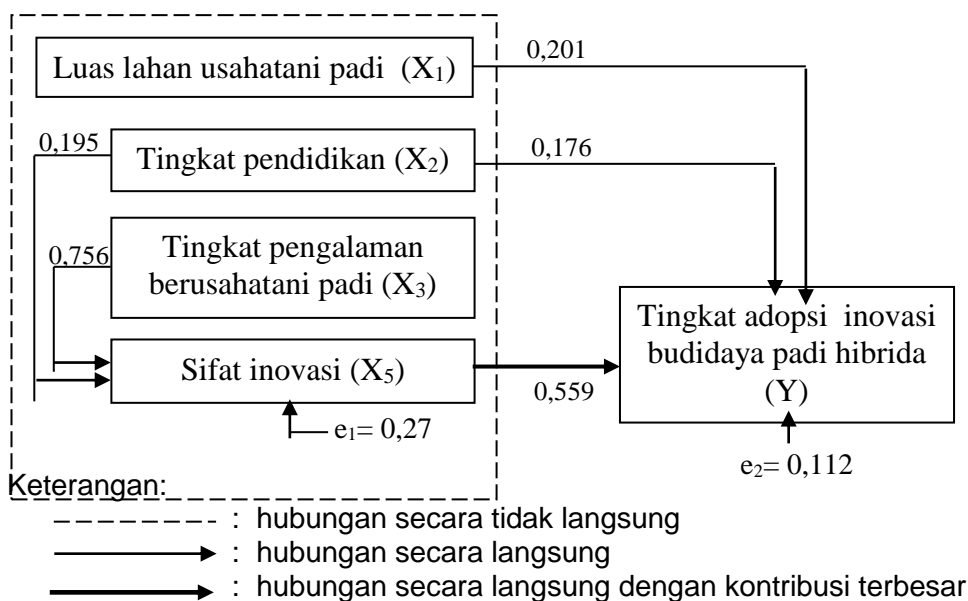 Luas lahan usahatani padi (X₁)
0,201
0,195
Tingkat pendidikan (X₂)
0,176
0,756
Tingkat pengalaman
berusahatani padi (X₃)
Sifat inovasi (X₅)
0,559
Tingkat adopsi inovasi
budidaya padi hibrida
(Y)
e₁= 0,27
e₂= 0,112
Keterangan:
: hubungan secara tidak langsung
: hubungan secara langsung
: hubungan secara langsung dengan kontribusi terbesar